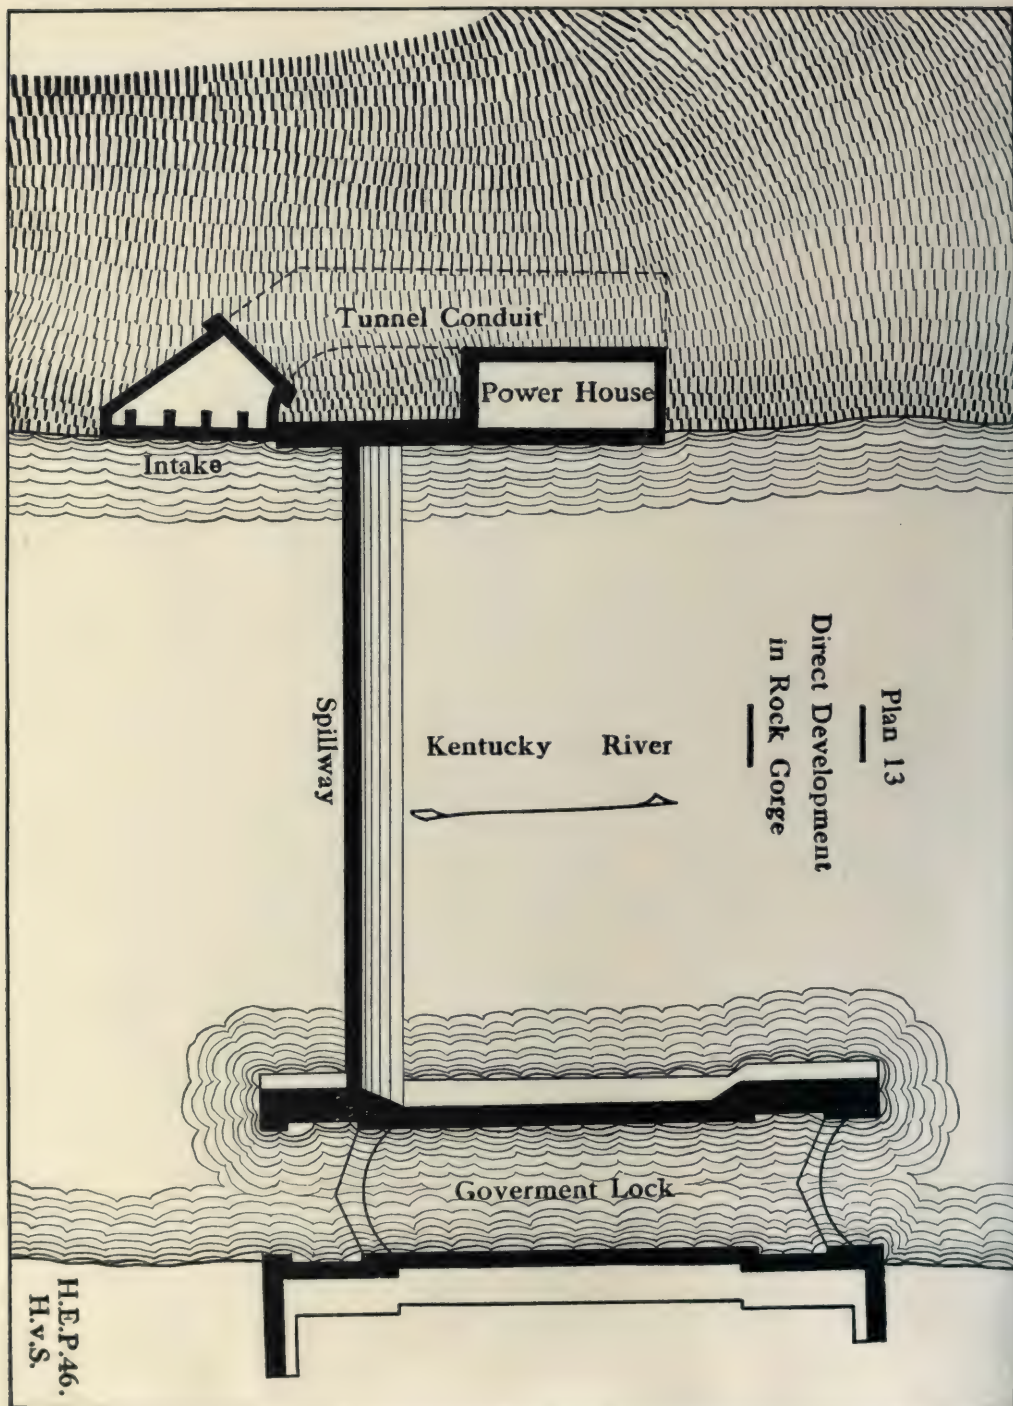 Tunnel Conduit
Power House
Intake
Plan 13
Direct Development
in Rock Gorge
Spillway
Kentucky River
Goverment Lock
H.E.P.46.
H.v.S.